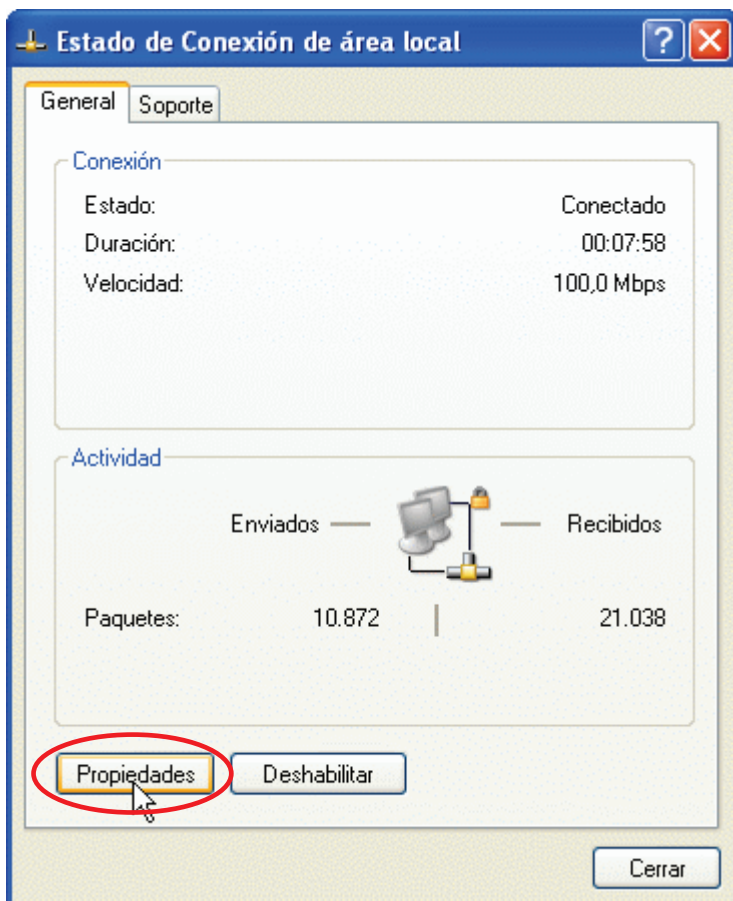 Estado de Conexión de área local ?
General Soporte
Conexión
Estado: Conectado
Duración: 00:07:58
Velocidad: 100,0 Mbps
Actividad
Enviados Recibidos
Paquetes: 10.872 21.038
Propiedades Deshabilitar
Cerrar